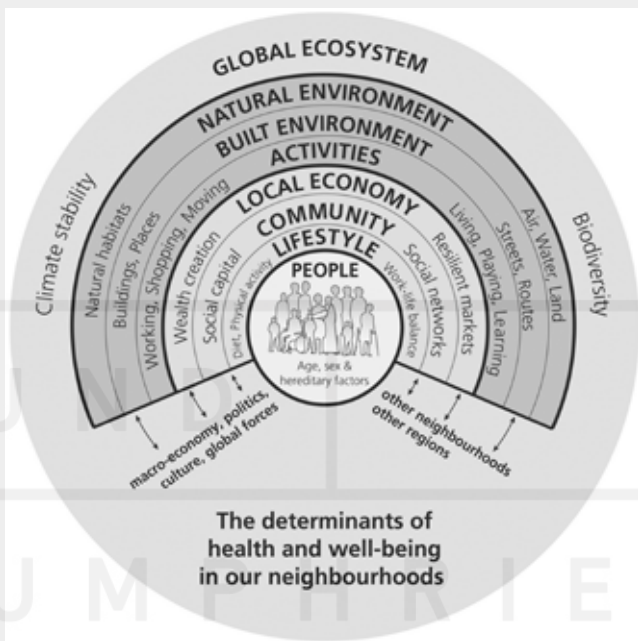 GLOBAL ECOSYSTEM
NATURAL ENVIRONMENT
BUILT ENVIRONMENT
ACTIVITIES
LOCAL ECONOMY
COMMUNITY
LIFESTYLE
PEOPLE
Age, sex &
hereditary factors
Climate stability
Natural habitats
Buildings, Places
Working, Shopping, Moving
Wealth creation
Social capital
Diet, Physical activity
Work-life balance
Social networks
Resilient markets
Living, Playing, Learning
Streets, Routes
Air, Water, Land
Biodiversity
macro-economy, politics,
culture, global forces
other neighbourhoods
other regions
The determinants of
health and well-being
in our neighbourhoods
UND
UMPHRIE